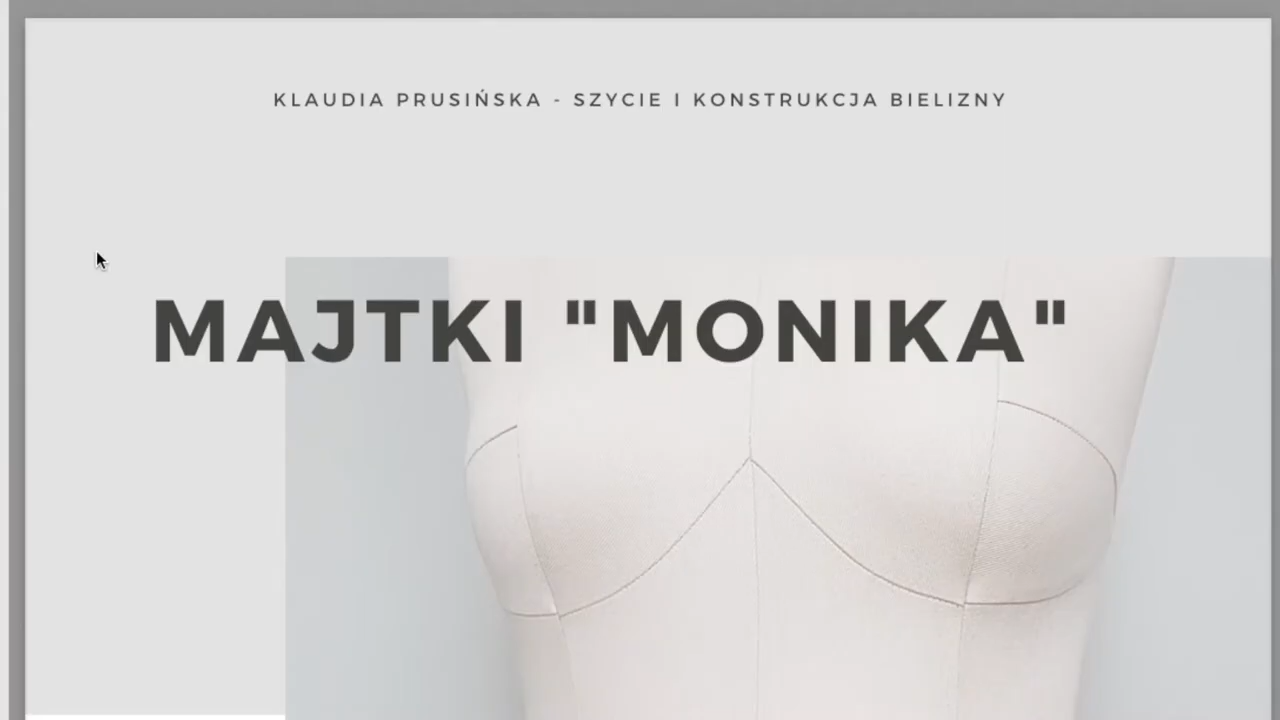 KLAUDIA PRUSIŃSKA - SZYCIE I KONSTRUKCJA BIELIZNY
MAJTKI "MONIKA"